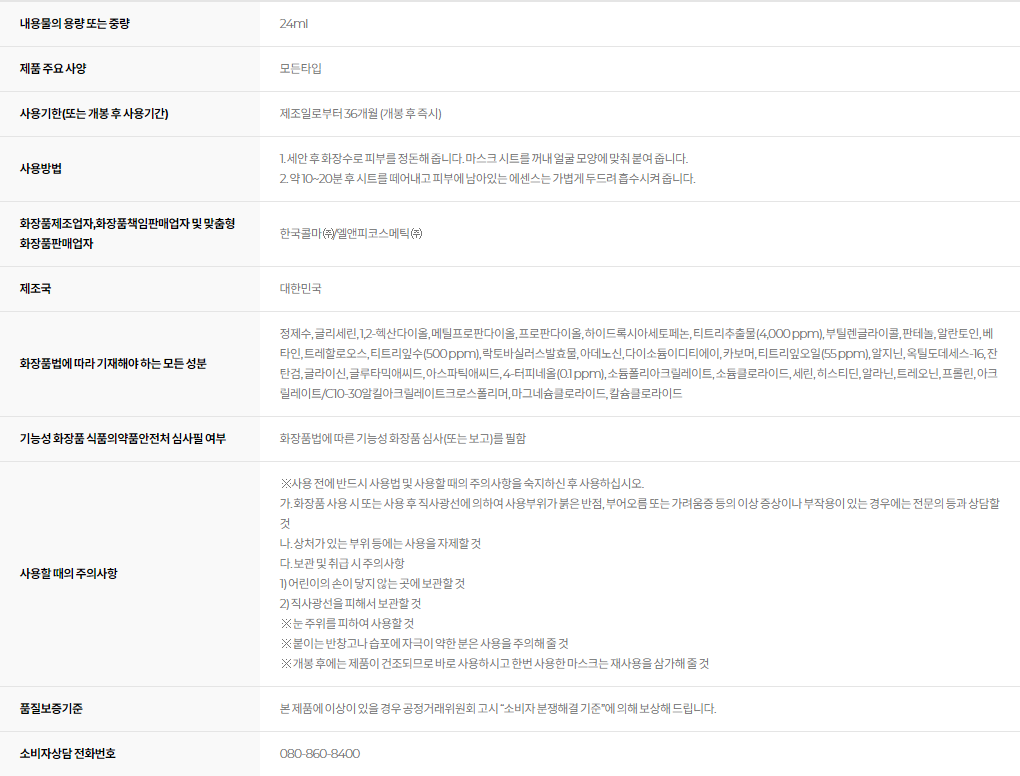 내용물의 용량 또는 중량
24ml
제품 주요 사양
모든타입
사용기한(또는 개봉 후 사용기간)
제조일로부터 36개월 (개봉 후 즉시)
사용방법
1. 세안 후 화장수로 피부를 정돈해 줍니다. 마스크 시트를 꺼내 얼굴 모양에 맞춰 붙여 줍니다.
2. 약 10~20분 후 시트를 떼어내고 피부에 남아있는 에센스는 가볍게 두드려 흡수시켜 줍니다.
화장품제조업자,화장품책임판매업자 및 맞춤형
화장품판매업자
한국콜마㈜/엘앤피코스메틱㈜
제조국
대한민국
화장품법에 따라 기재해야 하는 모든 성분
정제수, 글리세린, 1,2-헥산다이올, 메틸프로판다이올, 프로판다이올, 하이드록시아세토페논, 티트리추출물(4,000 ppm), 부틸렌글라이콜, 판테놀, 알란토인, 베
타인, 트레할로오스, 티트리잎수(500 ppm), 락토바실러스발효물, 아데노신, 다이소듐이디티에이, 카보머, 티트리잎오일(55 ppm), 알지닌, 옥틸도데세스-16, 잔
탄검, 글라이신, 글루타믹애씨드, 아스파틱애씨드, 4-터피네올(0.1 ppm), 소듐폴리아크릴레이트, 소듐클로라이드, 세린, 히스티딘, 알라닌, 트레오닌, 프롤린, 아크
릴레이트/C10-30알킬아크릴레이트크로스폴리머, 마그네슘클로라이드, 칼슘클로라이드
기능성 화장품 식품의약품안전처 심사필 여부
화장품법에 따른 기능성 화장품 심사(또는 보고)를 필함
사용할 때의 주의사항
※사용 전에 반드시 사용법 및 사용할 때의 주의사항을 숙지하신 후 사용하십시오.
가. 화장품 사용 시 또는 사용 후 직사광선에 의하여 사용부위가 붉은 반점, 부어오름 또는 가려움증 등의 이상 증상이나 부작용이 있는 경우에는 전문의 등과 상담할
것
나. 상처가 있는 부위 등에는 사용을 자제할 것
다. 보관 및 취급 시 주의사항
1) 어린이의 손이 닿지 않는 곳에 보관할 것
2) 직사광선을 피해서 보관할 것
※ 눈 주위를 피하여 사용할 것
※ 붙이는 반창고나 습포에 자극이 약한 분은 사용을 주의해 줄 것
※ 개봉 후에는 제품이 건조되므로 바로 사용하시고 한번 사용한 마스크는 재사용을 삼가해 줄 것
품질보증기준
본 제품에 이상이 있을 경우 공정거래위원회 고시 “소비자 분쟁해결 기준”에 의해 보상해 드립니다.
소비자상담 전화번호
080-860-8400